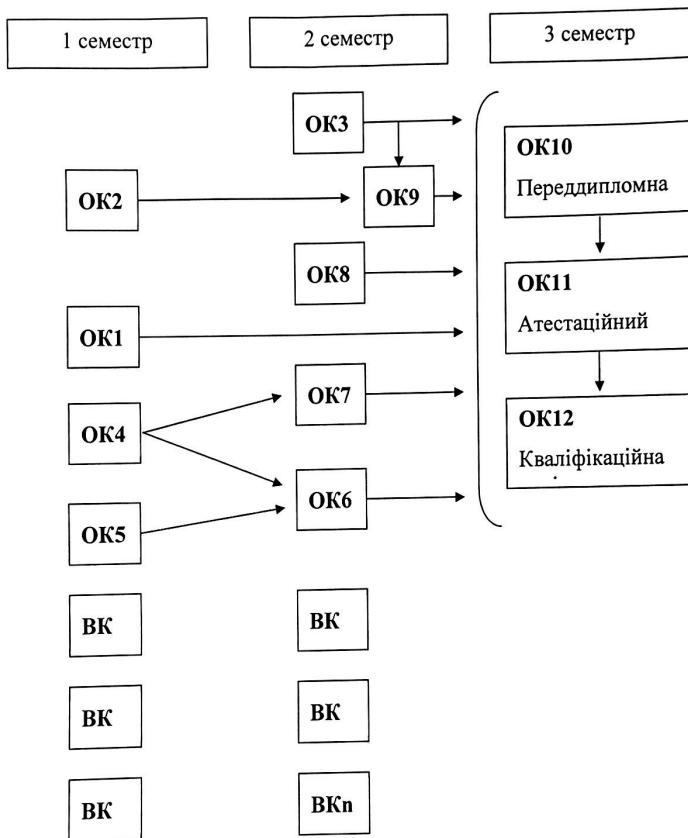 1 семестр
2 семестр
3 семестр
ОК3
ОК10
Переддипломна
ОК2
ОК9
ОК8
ОК11
Атестаційний
ОК1
ОК7
ОК4
ОК12
Кваліфікаційна
ОК6
ОК5
ВК
ВК
ВК
ВК
ВК
ВКn